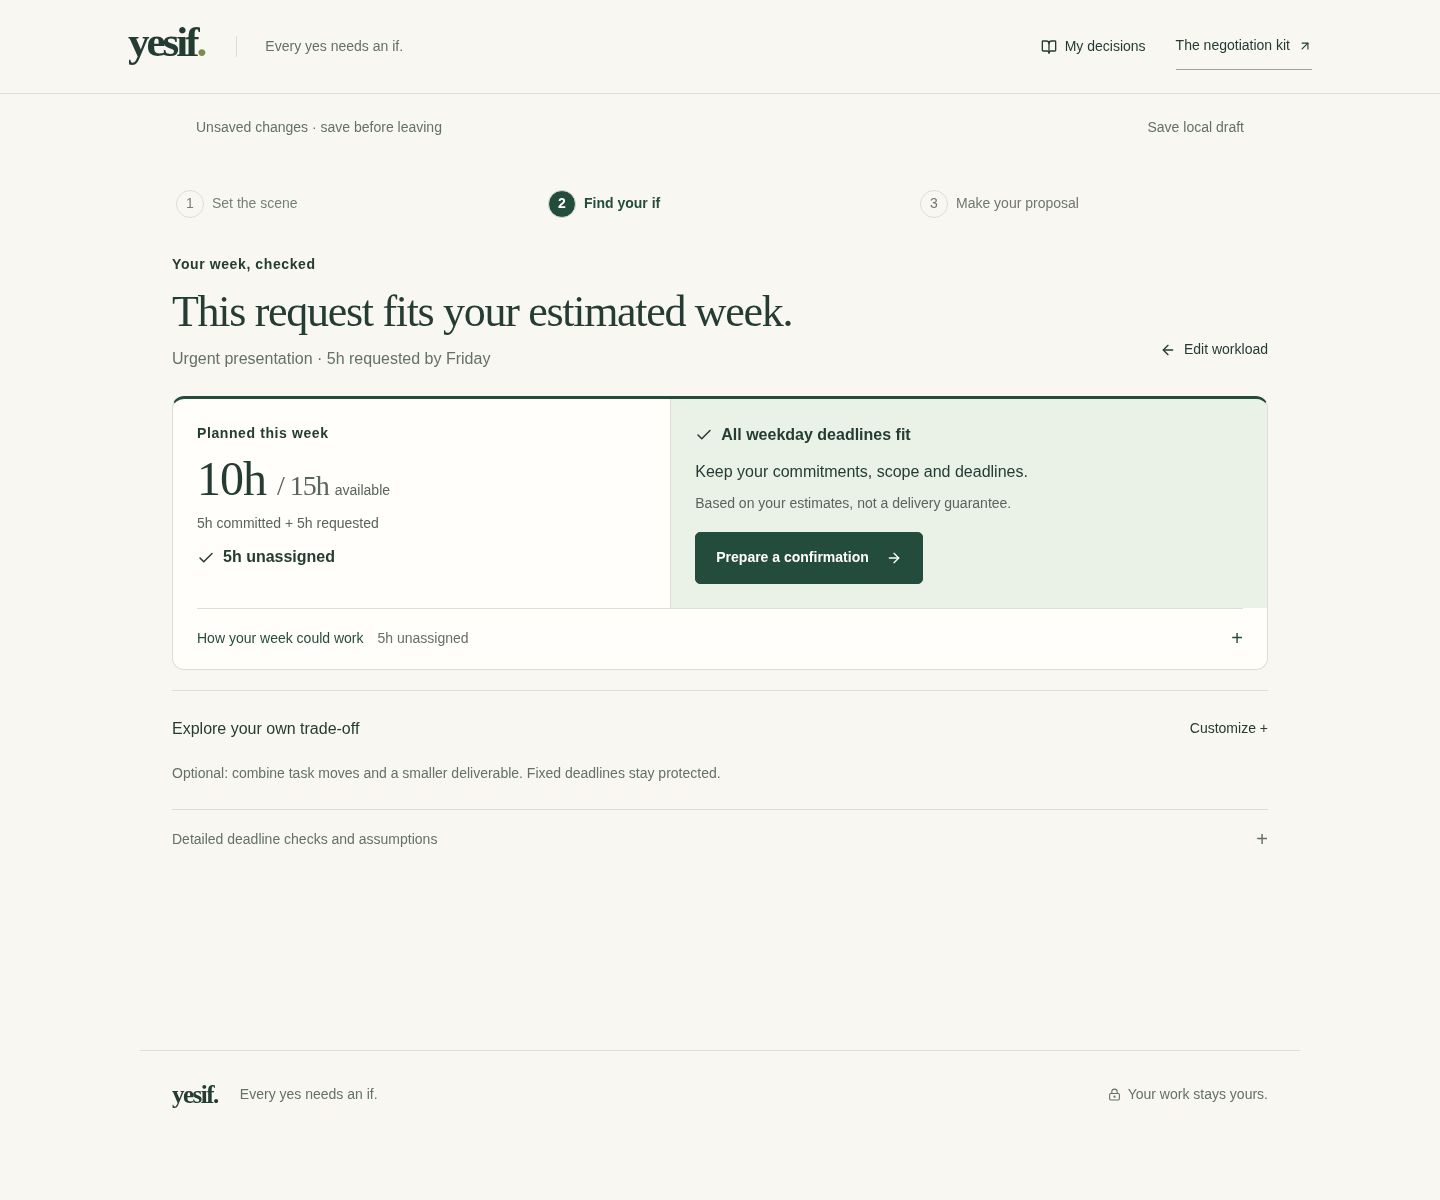 yesif. Every yes needs an if. My decisions The negotiation kit
Unsaved changes · save before leaving Save local draft
1 Set the scene 2 Find your if 3 Make your proposal
Your week, checked
This request fits your estimated week.
Urgent presentation · 5h requested by Friday
Edit workload
Planned this week
10h / 15h available
5h committed + 5h requested
5h unassigned
All weekday deadlines fit
Keep your commitments, scope and deadlines.
Based on your estimates, not a delivery guarantee.
Prepare a confirmation
How your week could work 5h unassigned +
Explore your own trade-off Customize +
Optional: combine task moves and a smaller deliverable. Fixed deadlines stay protected.
Detailed deadline checks and assumptions +
yesif. Every yes needs an if. Your work stays yours.